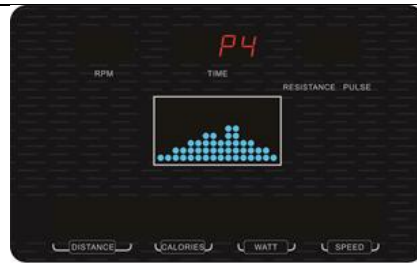 P4
RPM TIME
RESISTANCE PULSE
DISTANCE CALORIES WATT SPEED